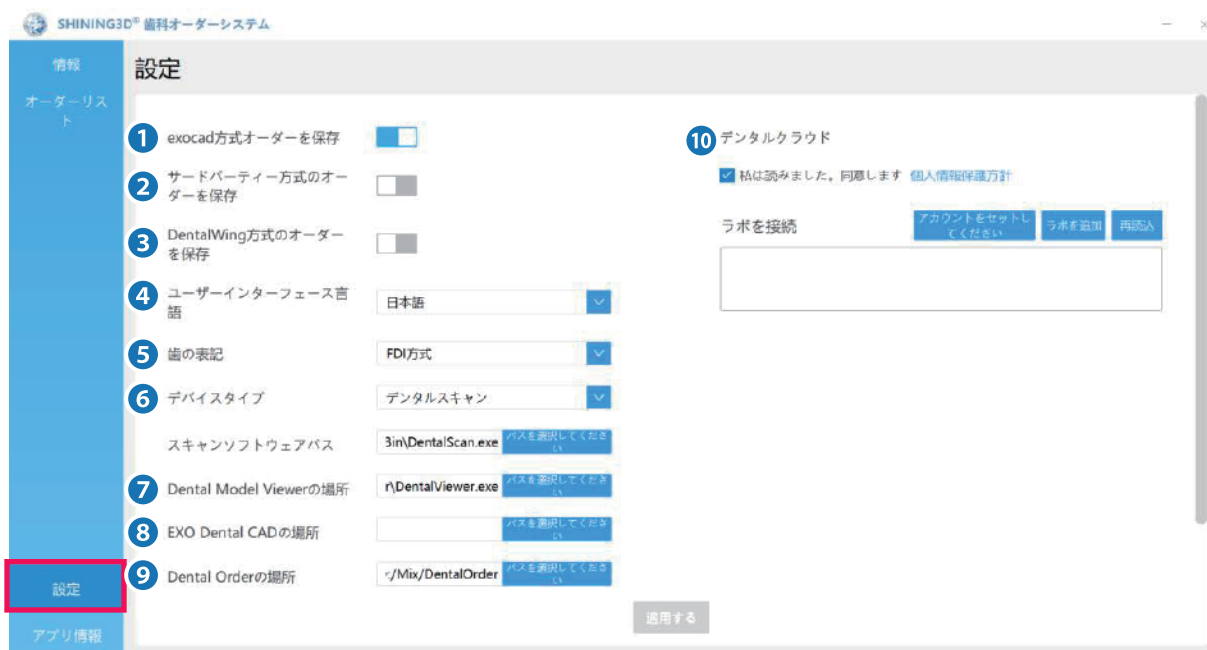 SHINING3D® 歯科オーダーシステム
情報
オーダーリス
ト
設定
アプリ情報
設定
1 exocad方式オーダーを保存
2 サードパーティー方式のオー
ダーを保存
3 DentalWing方式のオーダー
を保存
4 ユーザーインターフェース言
語
日本語
5 歯の表記
FDI方式
6 デバイスタイプ
デンタルスキャン
スキャンソフトウェアパス
3in\DentalScan.exe
パスを選択してくださ
い
7 Dental Model Viewerの場所
r\DentalViewer.exe
パスを選択してくださ
い
8 EXO Dental CADの場所
パスを選択してくださ
い
9 Dental Orderの場所
:/Mix/DentalOrder
パスを選択してくださ
い
適用する
10 デンタルクラウド
私は読みました。同意します 個人情報保護方針
ラボを接続
アカウントをセットし
てください
ラボを追加
再読込